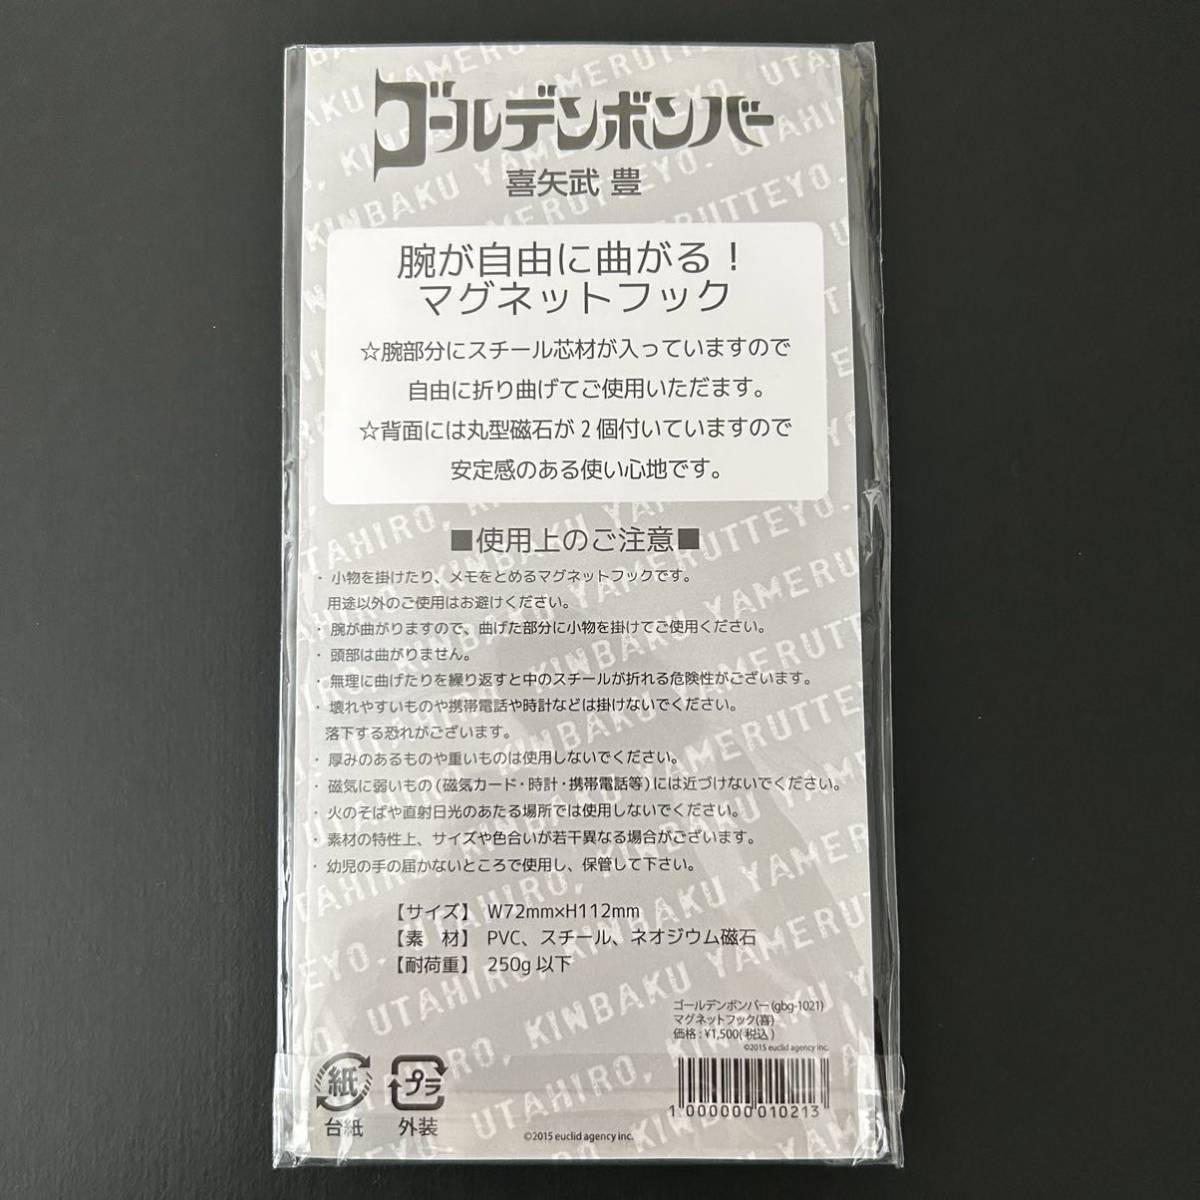 ゴールデンボンバー
喜矢武 豊
腕が自由に曲がる!
マグネットフック
☆腕部分にスチール芯材が入っていますので
自由に折り曲げてご使用いただます。
☆背面には丸型磁石が2個付いていますので
安定感のある使い心地です。
■使用上のご注意■
・小物を掛けたり、メモをとめるマグネットフックです。
用途以外のご使用はお避けください。
・腕が曲がりますので、曲げた部分に小物を掛けてご使用ください。
・頭部は曲がりません。
・無理に曲げたりを繰り返すと中のスチールが折れる危険性がございます。
・壊れやすいものや携帯電話や時計などは掛けないでください。
落下する恐れがございます。
・厚みのあるものや重いものは使用しないでください。
・磁気に弱いもの(磁気カード・時計・携帯電話等)には近づけないでください。
・火のそばや直射日光のあたる場所では使用しないでください。
・素材の特性上、サイズや色合いが若干異なる場合がございます。
・幼児の手の届かないところで使用し、保管して下さい。
【サイズ】 W72mm×H112mm
【素 材】 PVC、スチール、ネオジウム磁石
【耐荷重】 250g以下
ゴールデンボンバー(gbg-1021)
マグネットフック(喜)
価格:¥1,500(税込)
©2015 euclid agency inc.
1 000000 010213
紙
台紙
プラ
外装
©2015 euclid agency inc.
UTAHIRO, KINBAKU YAMERUTTEYO.